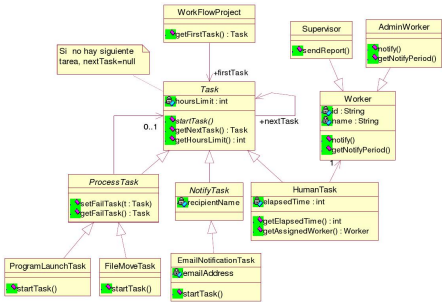 WorkFlowProject
getFirstTask() : Task
Supervisor
sendReport()
AdminWorker
notify()
getNotifyPeriod()
Si no hay siguiente
tarea, nextTask=null
+firstTask
Task
hoursLimit : int
startTask()
getNextTask() : Task
getHoursLimit() : int
+nextTask
0..1
Worker
id : String
name : String
notify()
getNotifyPeriod()
1
ProcessTask
setFailTask(t : Task)
getFailTask() : Task
NotifyTask
recipientName
HumanTask
elapsedTime : int
getElapsedTime() : int
getAssignedWorker() : Worker
ProgramLaunchTask
startTask()
FileMoveTask
startTask()
EmailNotificationTask
emailAddress
startTask()